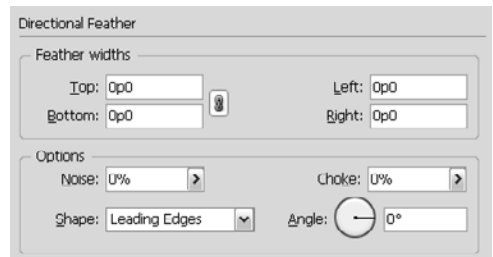 Directional Feather
Feather widths
Top: 0p0
Left: 0p0
Bottom: 0p0
Right: 0p0
Options
Noise: 0%
Choke: 0%
Shape: Leading Edges
Angle: 0°